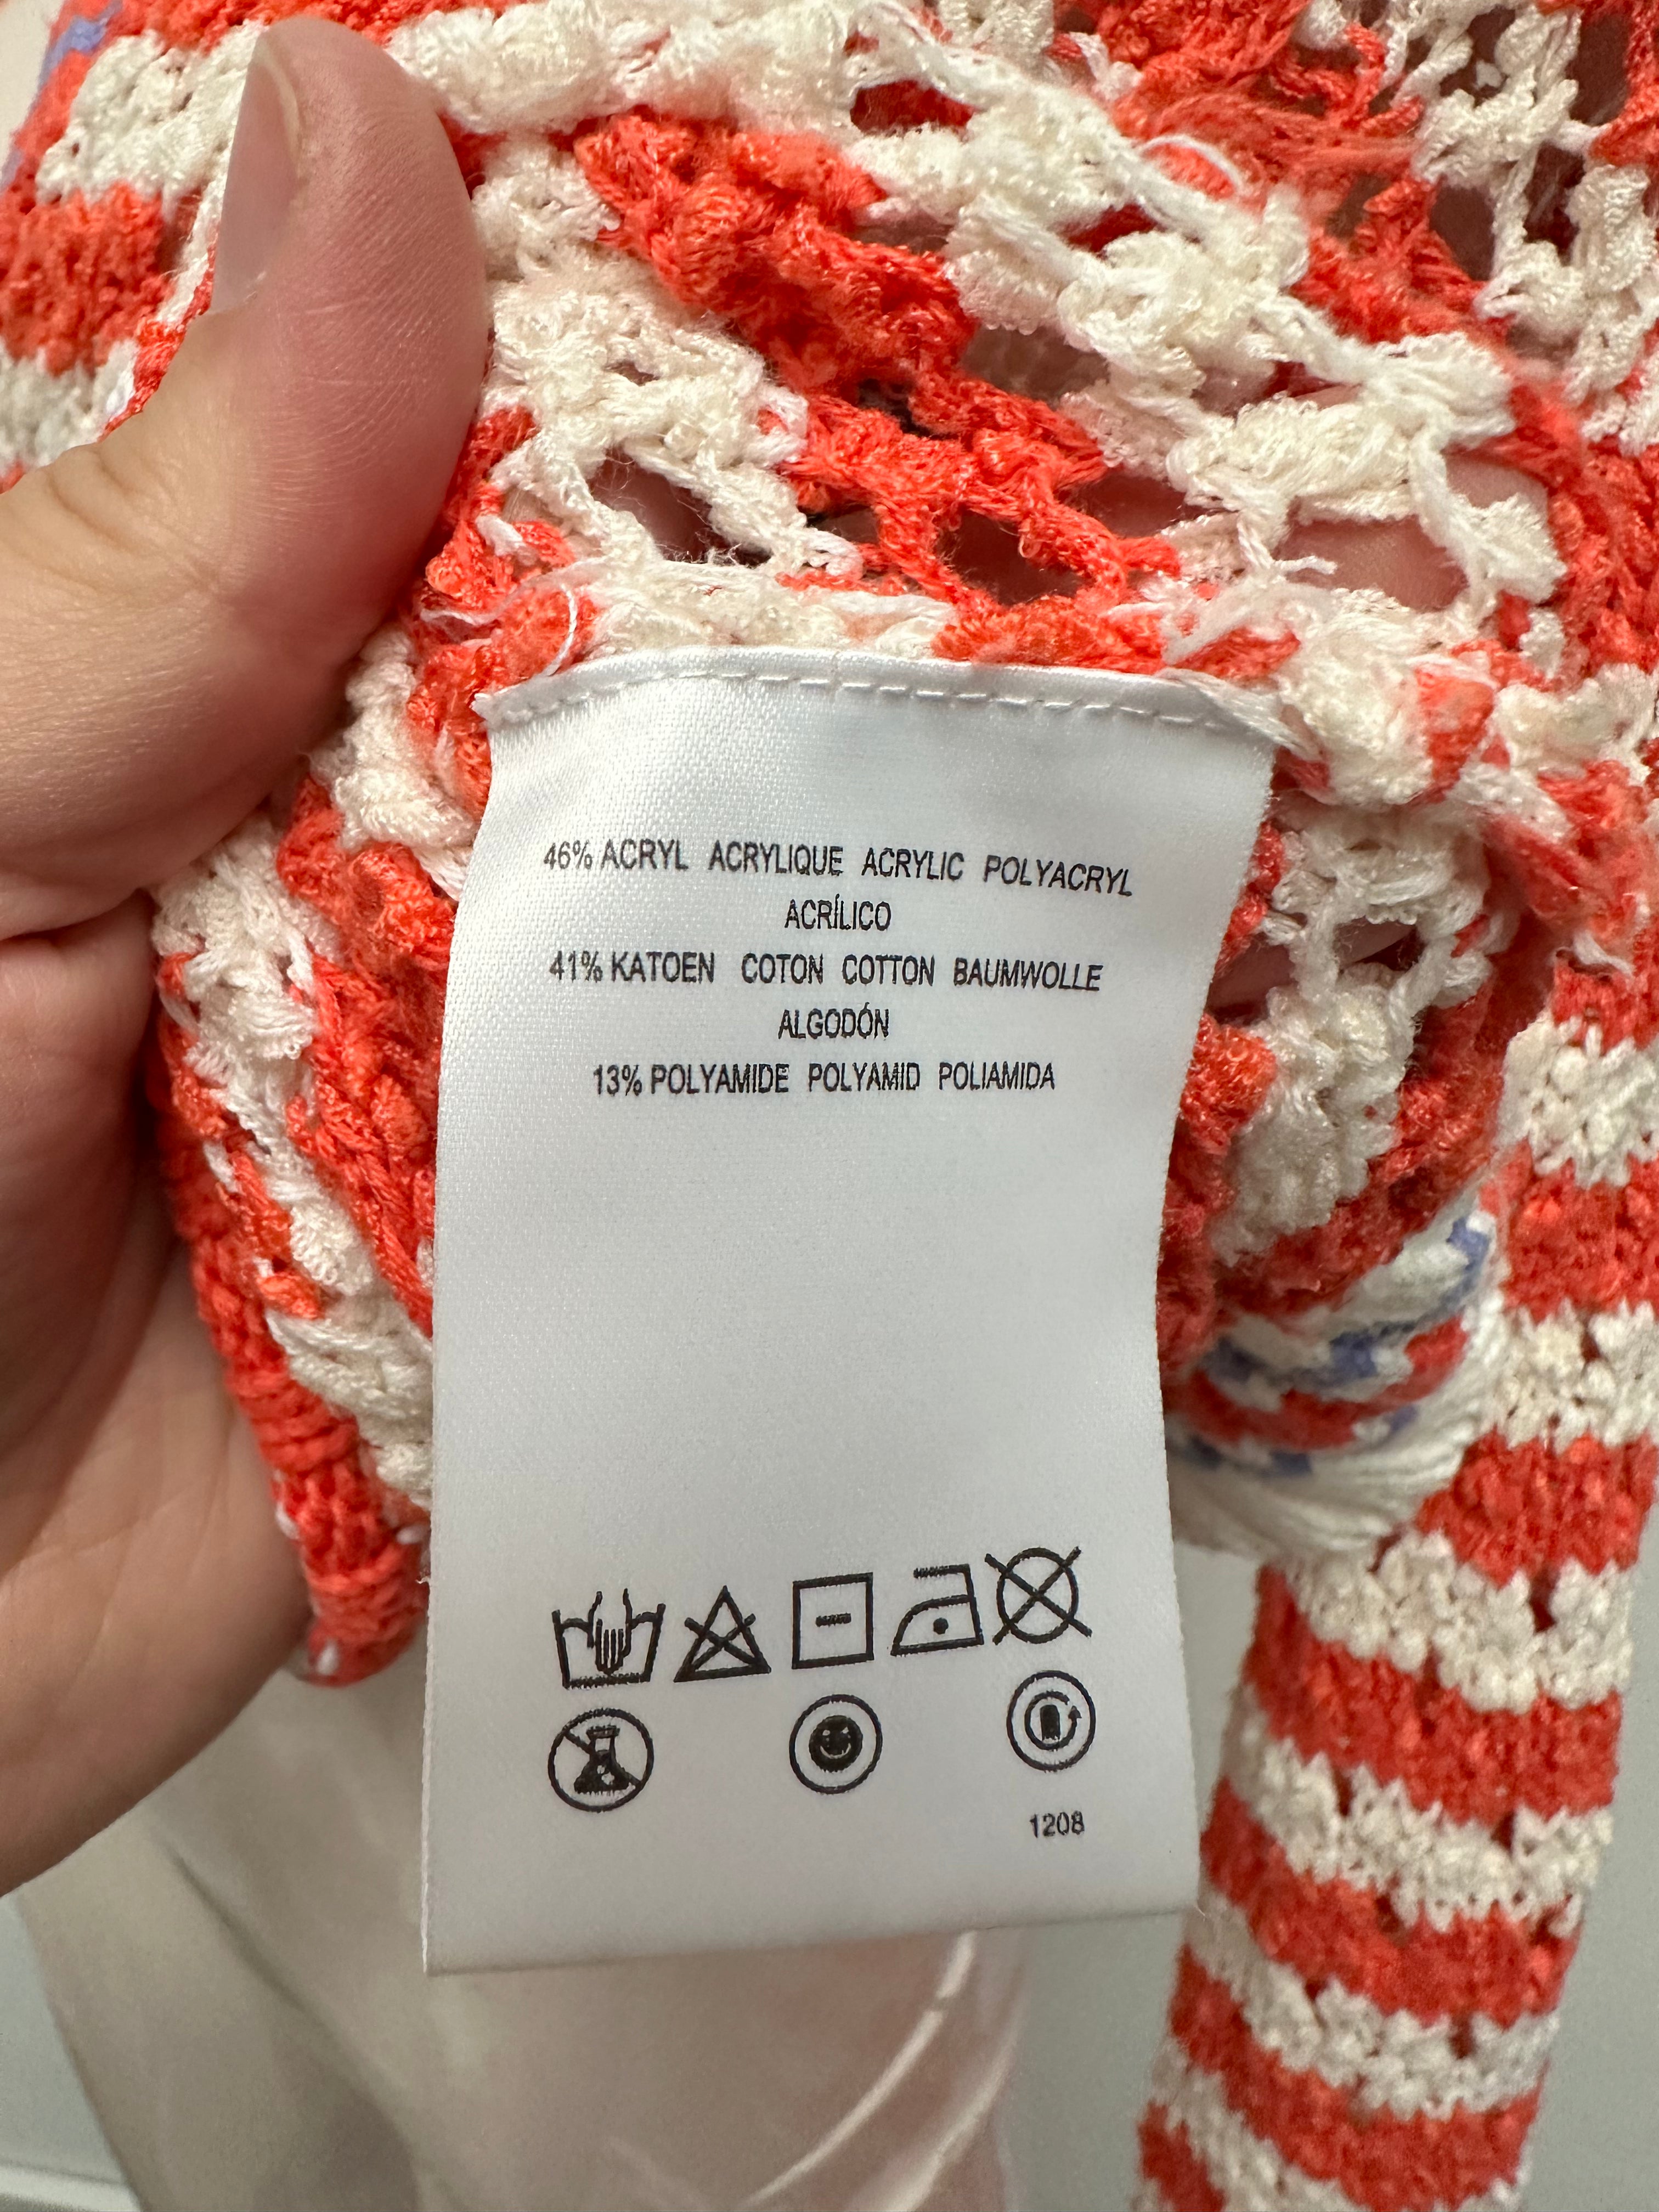 46% ACRYL ACRYLIQUE ACRYLIC POLYACRYL
ACRÍLICO
41% KATOEN COTON COTTON BAUMWOLLE
ALGODÓN
13% POLYAMIDE POLYAMID POLIAMIDA
1208